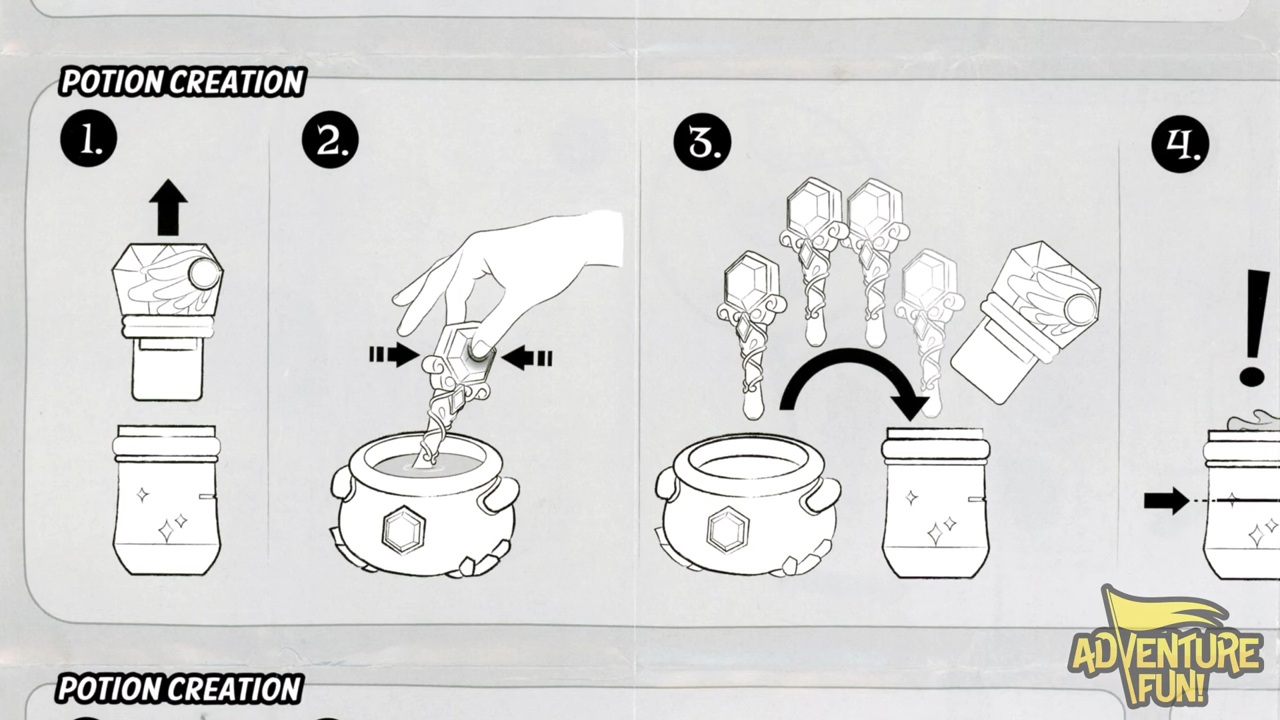 POTION CREATION
1.
2.
3.
4.
!
POTION CREATION
ADVENTURE
FUN!